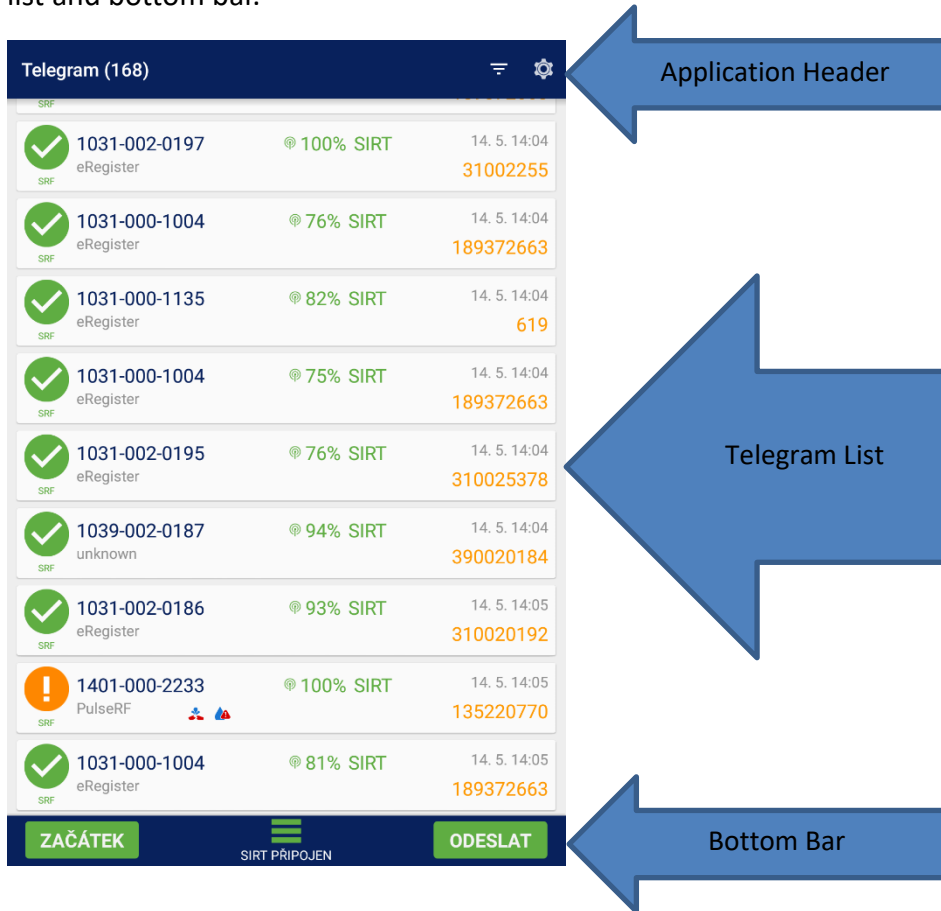 list and bottom bar.
Telegram (168)
Application Header
SRF
1031-002-0197 100% SIRT 14. 5. 14:04
eRegister 31002255
SRF
1031-000-1004 76% SIRT 14. 5. 14:04
eRegister 189372663
SRF
1031-000-1135 82% SIRT 14. 5. 14:04
eRegister 619
SRF
1031-000-1004 75% SIRT 14. 5. 14:04
eRegister 189372663
SRF
1031-002-0195 76% SIRT 14. 5. 14:04
eRegister 310025378
SRF
Telegram List
1039-002-0187 94% SIRT 14. 5. 14:04
unknown 390020184
SRF
1031-002-0186 93% SIRT 14. 5. 14:05
eRegister 310020192
SRF
1401-000-2233 100% SIRT 14. 5. 14:05
PulseRF 135220770
SRF
1031-000-1004 81% SIRT 14. 5. 14:05
eRegister 189372663
SRF
ZAČÁTEK SIRT PŘIPOJEN ODESLAT
Bottom Bar